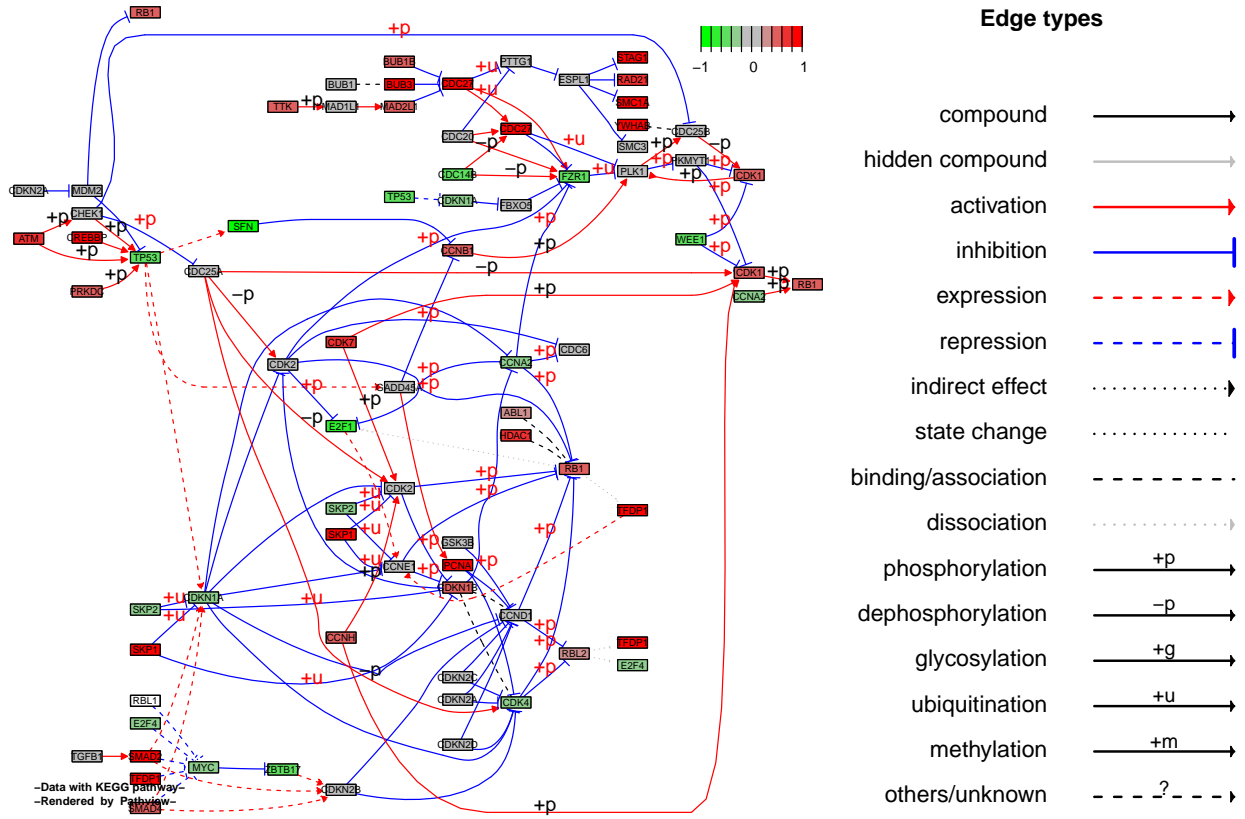 RB1
Edge types
+p
−1
0
1
BUB1B
PTTG1
STAG1
+u
BUB1
BUB3
CDC27
ESPL1
RAD21
+u
TTK
+p
MAD1L1
MAD2L1
SMC1A
compound
CDC20
CDC27
YWHAB
CDC25B
−p
+u
SMC3
+p
−p
hidden compound
CDC14B
−p
FZR1
+u
PLK1
+p
PKMYT1
+p
CDK1
+p
CDKN2A
MDM2
TP53
CDKN1A
FBXO5
activation
CHEK1
+p
+p
+p
SFN
+p
ATM
CREBBP
+p
+p
CCNB1
+p
WEE1
+p
inhibition
TP53
CDC25A
−p
CDK1
+p
+p
+p
PRKDC
−p
+p
CCNA2
RB1
expression
+p
CDK7
+p
repression
CDK2
+p
CCNA2
+p
CDC6
+p
GADD45A
+p
+p
indirect effect
−p
+p
E2F1
ABL1
HDAC1
state change
+p
RB1
CDK2
+u
+p
binding/association
SKP2
+u
TFDP1
dissociation
SKP1
+u
+p
GSK3B
+p
+u
CCNE1
+p
PCNA
+p
+p
phosphorylation
+p
CDKN1B
CDKN1A
+u
+u
SKP2
+u
CCND1
−p
dephosphorylation
CCNH
+p
+p
TFDP1
SKP1
RBL2
+u
−p
+p
E2F4
glycosylation
+g
CDKN2C
RBL1
CDKN2A
CDK4
ubiquitination
+u
E2F4
CDKN2D
TGFB1
SMAD2
methylation
+m
MYC
ZBTB17
TFDP1
−Data with KEGG pathway−
CDKN2B
−Rendered by Pathview−
SMAD4
+p
others/unknown
?